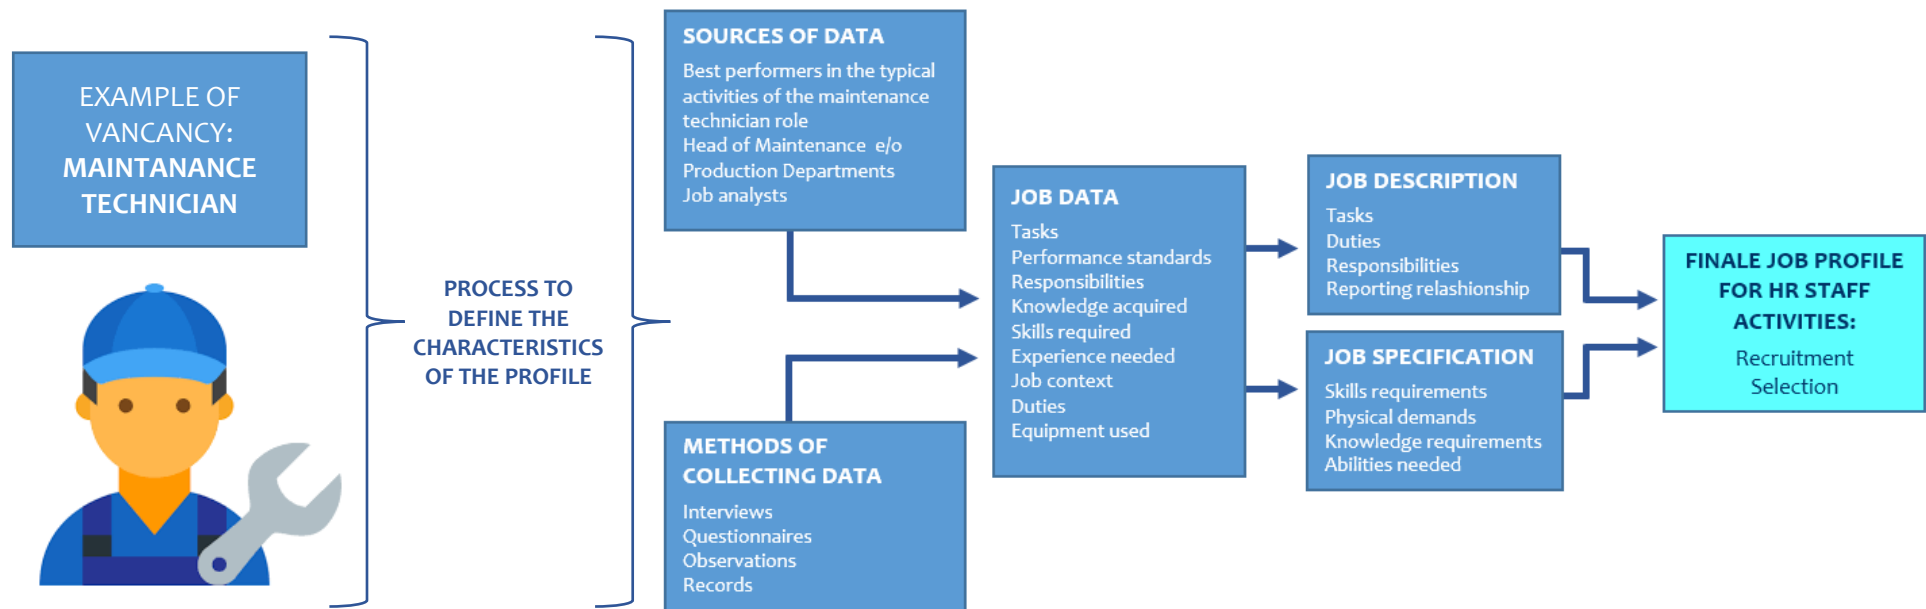 EXAMPLE OF
VANCANCY:
MAINTANANCE
TECHNICIAN
PROCESS TO
DEFINE THE
CHARACTERISTICS
OF THE PROFILE
SOURCES OF DATA
Best performers in the typical
activities of the maintenance
technician role
Head of Maintenance e/o
Production Departments
Job analysts
METHODS OF
COLLECTING DATA
Interviews
Questionnaires
Observations
Records
JOB DATA
Tasks
Performance standards
Responsibilities
Knowledge acquired
Skills required
Experience needed
Job context
Duties
Equipment used
JOB DESCRIPTION
Tasks
Duties
Responsibilities
Reporting relashionship
JOB SPECIFICATION
Skills requirements
Physical demands
Knowledge requirements
Abilities needed
FINALE JOB PROFILE
FOR HR STAFF
ACTIVITIES:
Recruitment
Selection